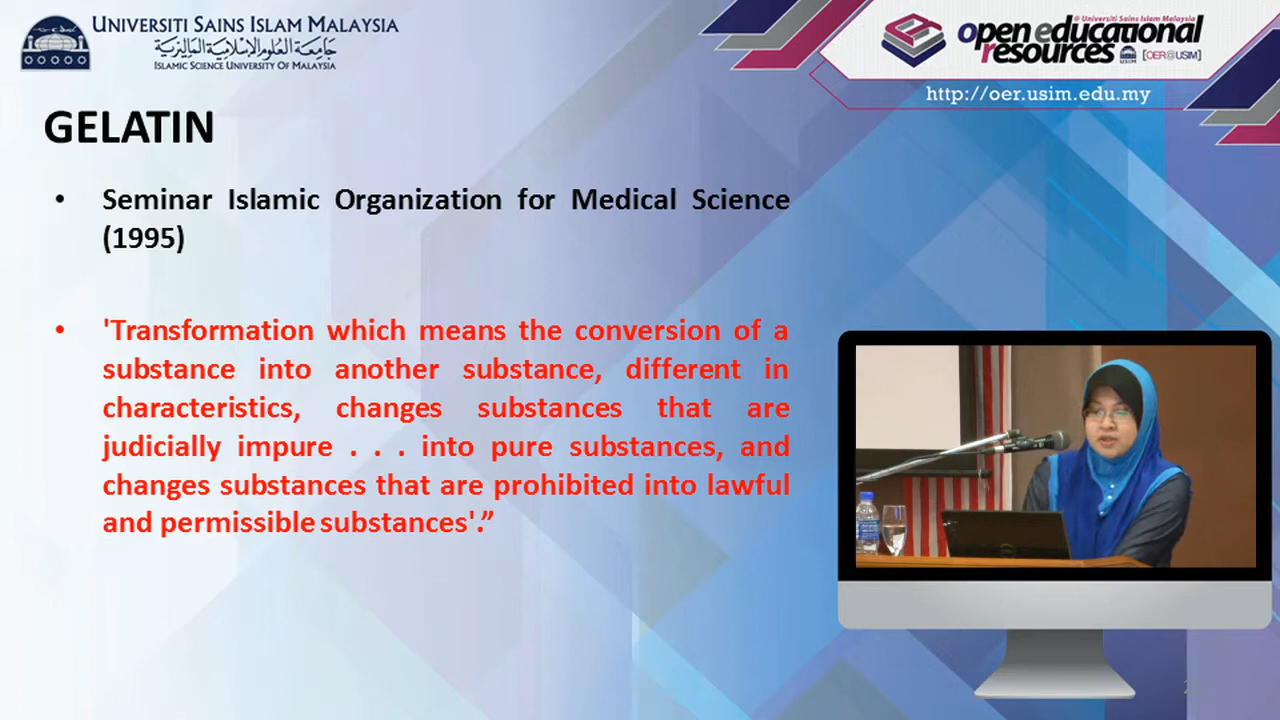 UNIVERSITI SAINS ISLAM MALAYSIA
جامعة العلوم الإسلامية الماليزية
ISLAMIC SCIENCE UNIVERSITY OF MALAYSIA
@ Universiti Sains Islam Malaysia
open educational
resources
USIM
[OER@USIM]
http://oer.usim.edu.my
GELATIN
• Seminar Islamic Organization for Medical Science
(1995)
• 'Transformation which means the conversion of a
substance into another substance, different in
characteristics, changes substances that are
judicially impure . . . into pure substances, and
changes substances that are prohibited into lawful
and permissible substances'.”